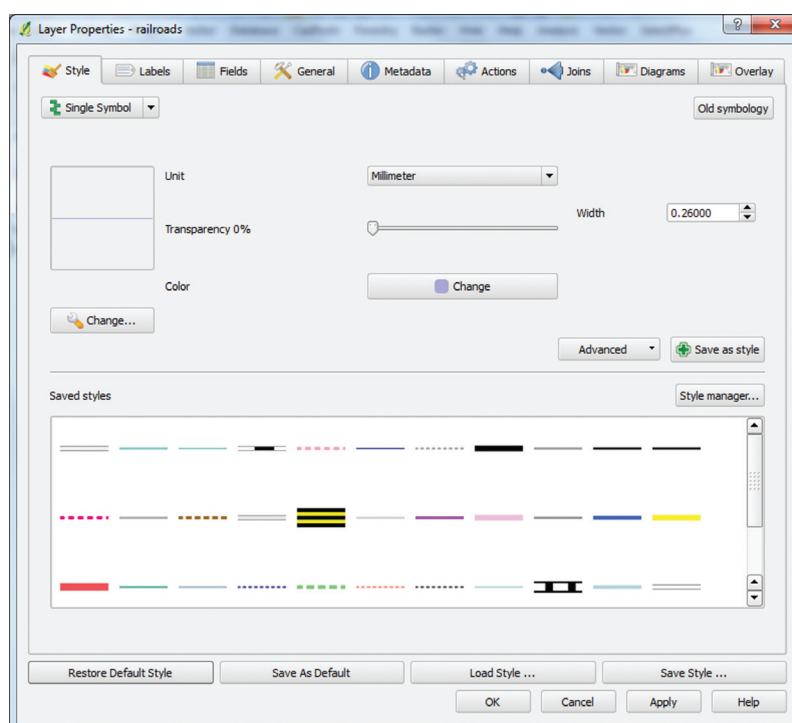 Layer Properties - railroads
Style Labels Fields General Metadata Actions Joins Diagrams Overlay
Single Symbol Old symbology
Unit Millimeter
Width 0.26000
Transparency 0%
Color Change
Change...
Advanced Save as style
Saved styles Style manager...
Restore Default Style Save As Default Load Style ... Save Style ...
OK Cancel Apply Help